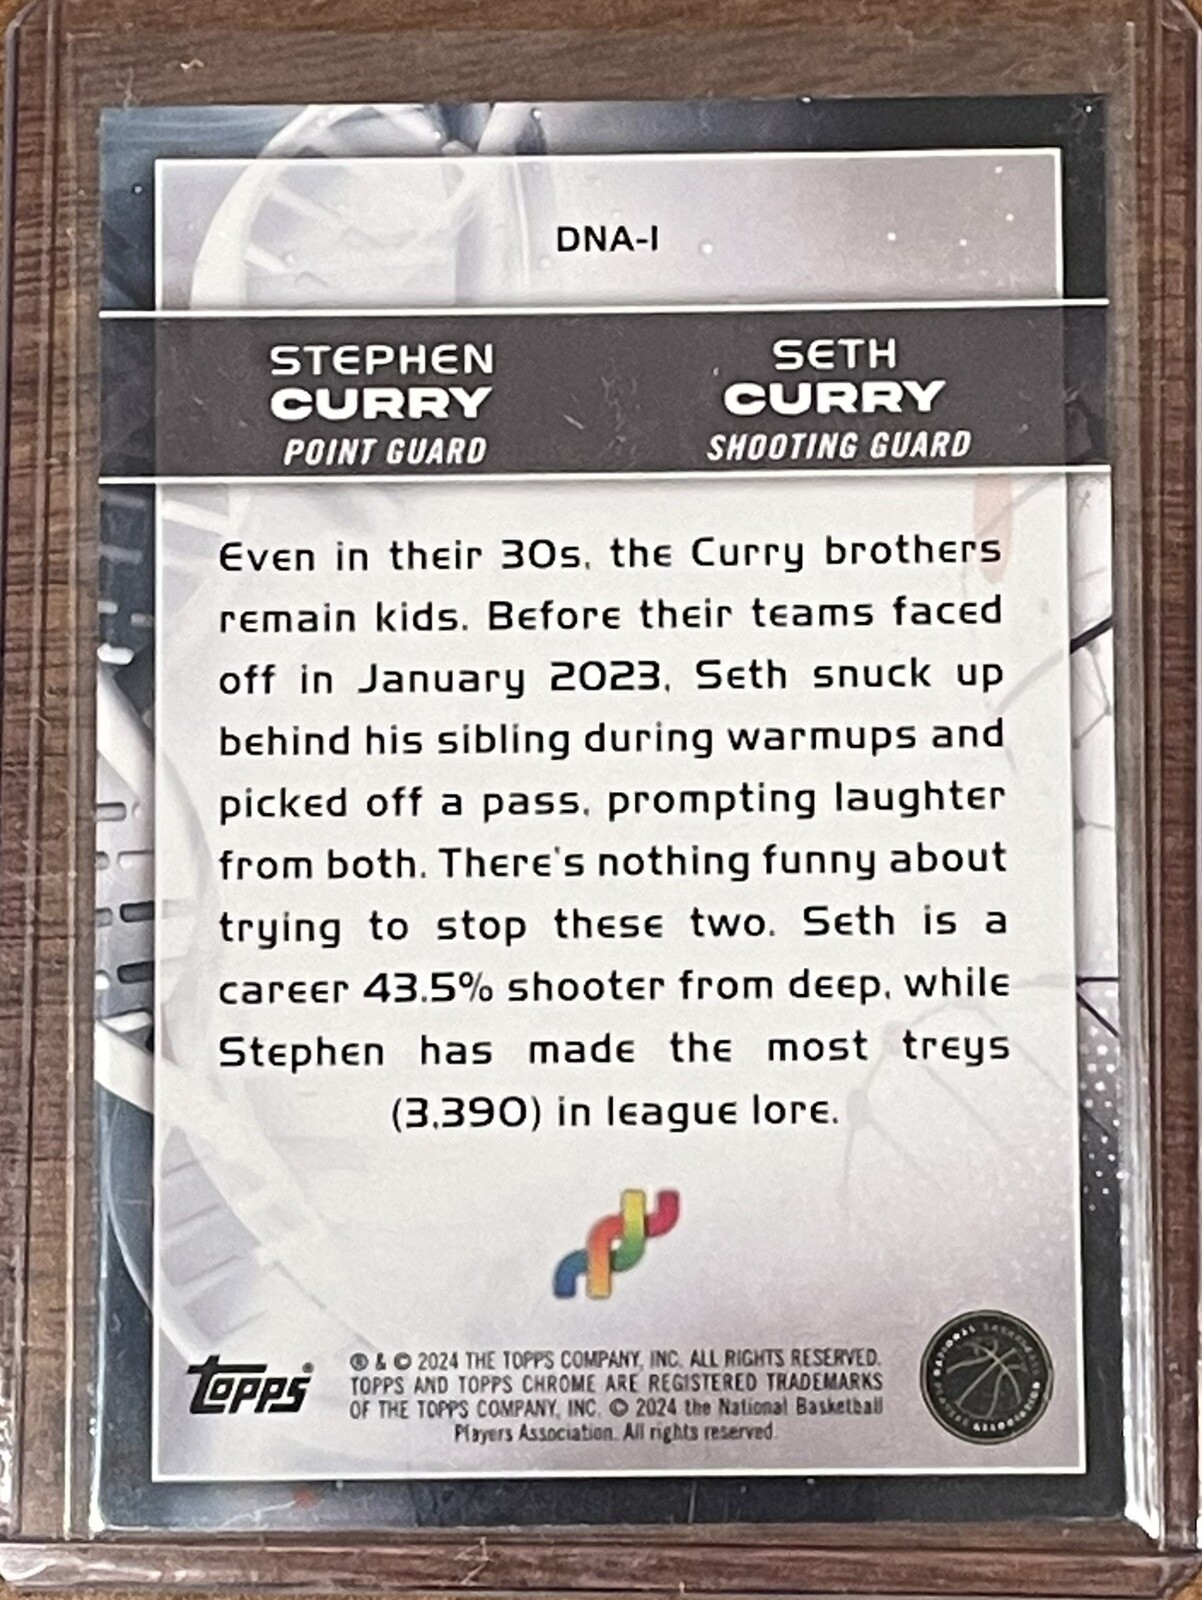 DNA-1
STEPHEN
CURRY
POINT GUARD
SETH
CURRY
SHOOTING GUARD
Even in their 30s, the Curry brothers
remain kids. Before their teams faced
off in January 2023, Seth snuck up
behind his sibling during warmups and
picked off a pass, prompting laughter
from both. There's nothing funny about
trying to stop these two. Seth is a
career 43.5% shooter from deep, while
Stephen has made the most treys
(3,390) in league lore.
TOPPS®
® & © 2024 THE TOPPS COMPANY, INC. ALL RIGHTS RESERVED.
TOPPS AND TOPPS CHROME ARE REGISTERED TRADEMARKS
OF THE TOPPS COMPANY, INC. © 2024 the National Basketball
Players Association. All rights reserved.
NATIONAL BASKETBALL
PLAYERS ASSOCIATION